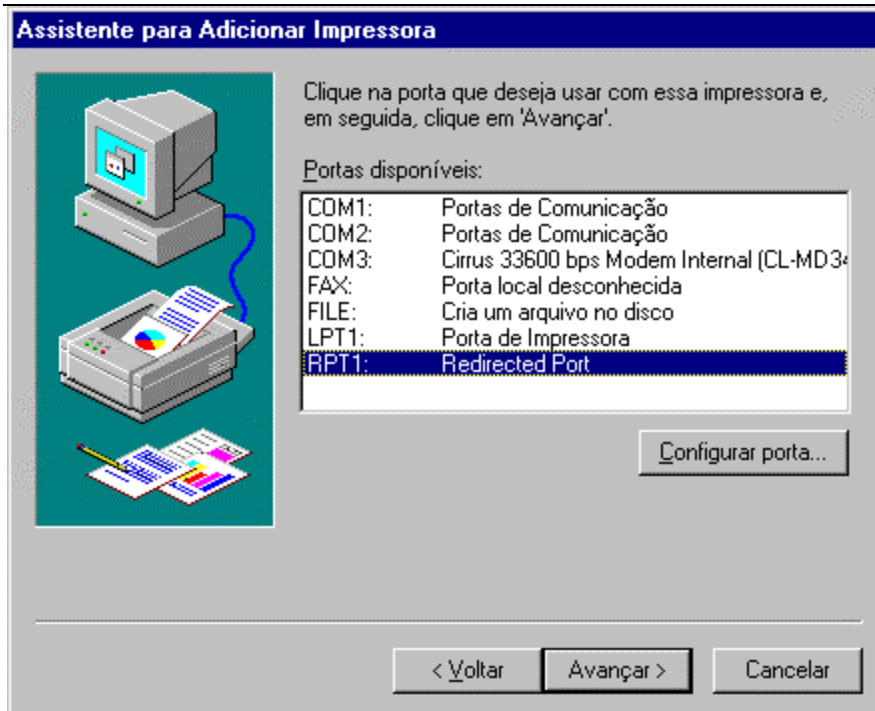 Assistente para Adicionar Impressora
Clique na porta que deseja usar com essa impressora e,
em seguida, clique em 'Avançar'.
Portas disponíveis:
COM1: Portas de Comunicação
COM2: Portas de Comunicação
COM3: Cirrus 33600 bps Modem Internal (CL-MD34
FAX: Porta local desconhecida
FILE: Cria um arquivo no disco
LPT1: Porta de Impressora
RPT1: Redirected Port
Configurar porta...
< Voltar Avançar > Cancelar